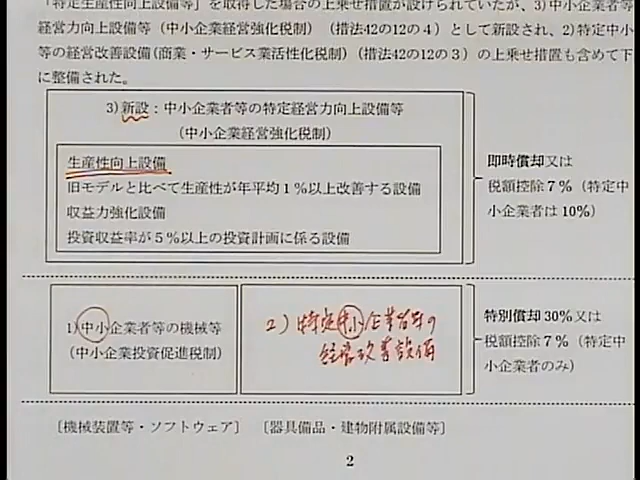 「特定生産性向上設備等」を取得した場合の上乗せ措置が設けられていたが、3)中小企業者等
経営力向上設備等（中小企業経営強化税制）（措法42の12の４）として新設され、2)特定中小
等の経営改善設備(商業・サービス業活性化税制)（措法42の12の３）の上乗せ措置も含めて下
に整備された。
3)新設：中小企業者等の特定経営力向上設備等
（中小企業経営強化税制）
生産性向上設備
旧モデルと比べて生産性が年平均１％以上改善する設備
収益力強化設備
投資収益率が５％以上の投資計画に係る設備
即時償却又は
税額控除７％（特定中
小企業者は 10%）
1)中小企業者等の機械等
（中小企業投資促進税制）
2)特定中小企業者等の
経営改善設備
特別償却30％又は
税額控除７％（特定中
小企業者のみ）
［機械装置等・ソフトウェア］ ［器具備品・建物附属設備等］
2